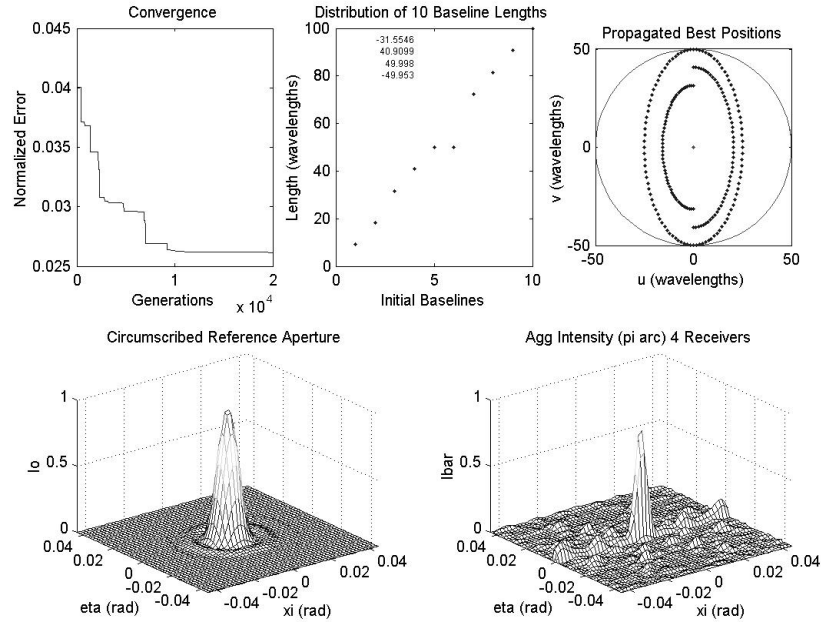 Convergence
0.045
0.04
0.035
0.03
0.025
Normalized Error
0
1
2
Generations
x 10^4
Distribution of 10 Baseline Lengths
-31.5546
40.9099
49.998
-49.953
100
80
60
40
20
0
Length (wavelengths)
0
5
10
Initial Baselines
Propagated Best Positions
50
0
-50
v (wavelengths)
-50
0
50
u (wavelengths)
Circumscribed Reference Aperture
1
0.5
0
Io
0.04
0.02
0
-0.02
-0.04
eta (rad)
-0.04
-0.02
0
0.02
0.04
xi (rad)
Agg Intensity (pi arc) 4 Receivers
1
0.5
0
Ibar
0.04
0.02
0
-0.02
-0.04
eta (rad)
-0.04
-0.02
0
0.02
0.04
xi (rad)